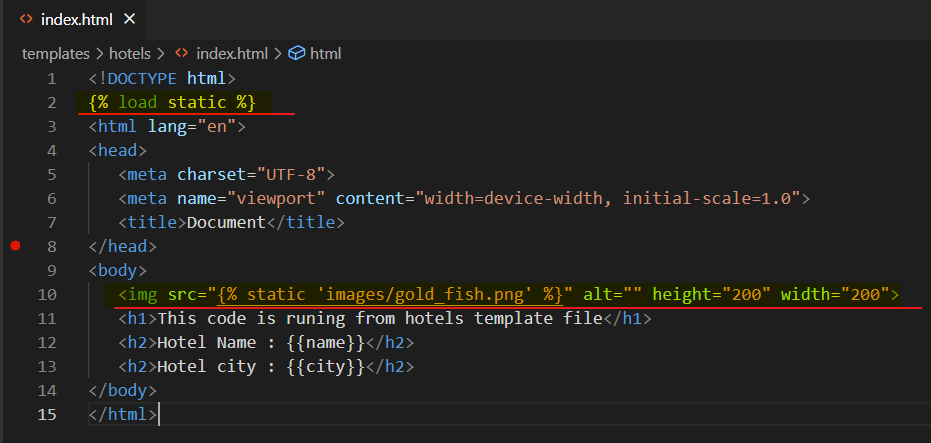 index.html ×
templates > hotels > <> index.html > html
1 <!DOCTYPE html>
2 {% load static %}
3 <html lang="en">
4 <head>
5 <meta charset="UTF-8">
6 <meta name="viewport" content="width=device-width, initial-scale=1.0">
7 <title>Document</title>
8 </head>
9 <body>
10 <img src="{% static 'images/gold_fish.png' %}" alt="" height="200" width="200">
11 <h1>This code is runing from hotels template file</h1>
12 <h2>Hotel Name : {{name}}</h2>
13 <h2>Hotel city : {{city}}</h2>
14 </body>
15 </html>